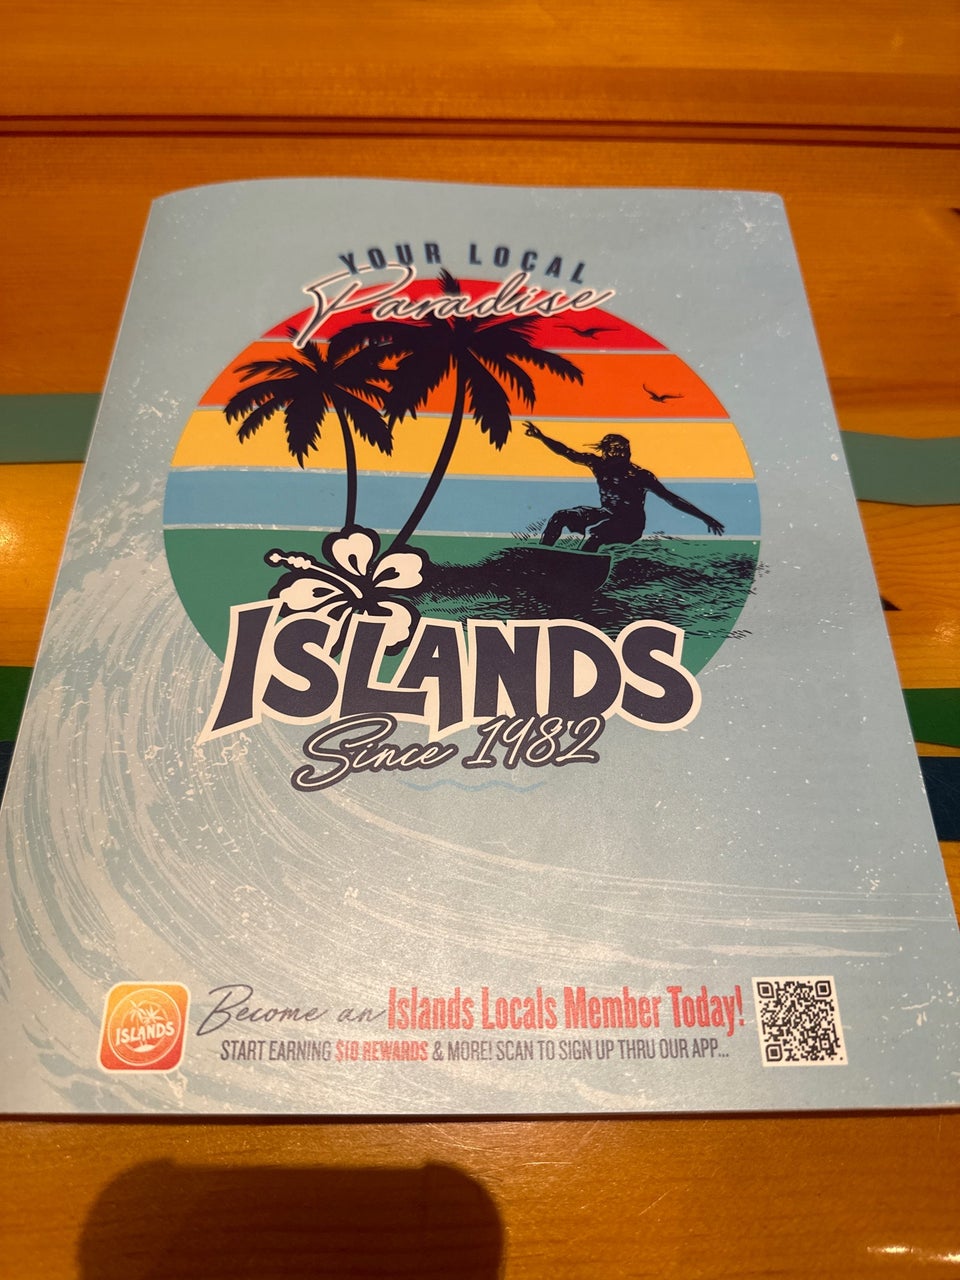 YOUR LOCAL
Paradise
ISLANDS
Since 1982
ISLANDS
Become an Islands Locals Member Today!
START EARNING $10 REWARDS & MORE! SCAN TO SIGN UP THRU OUR APP...